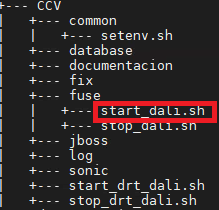 +--- CCV
+--- common
| +--- setenv.sh
+--- database
+--- documentacion
+--- fix
+--- fuse
| +--- start_dali.sh
| +--- stop_dali.sh
+--- jboss
+--- log
+--- sonic
+--- start_drt_dali.sh
+--- stop_drt_dali.sh